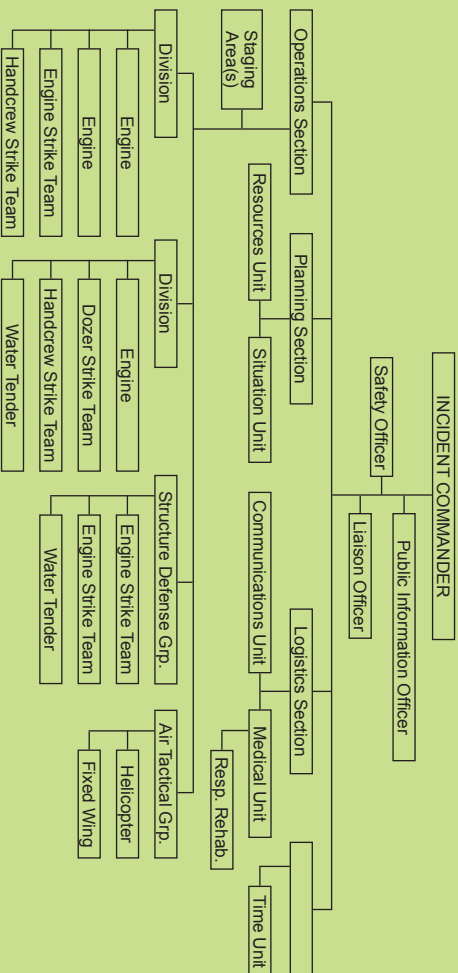 INCIDENT COMMANDER
Public Information Officer
Safety Officer
Liaison Officer
Operations Section
Planning Section
Logistics Section
Staging
Area(s)
Resources Unit
Situation Unit
Communications Unit
Medical Unit
Resp. Rehab.
Time Unit
Division
Engine
Engine
Engine Strike Team
Handcrew Strike Team
Division
Engine
Dozer Strike Team
Handcrew Strike Team
Water Tender
Structure Defense Grp.
Engine Strike Team
Engine Strike Team
Water Tender
Air Tactical Grp.
Helicopter
Fixed Wing